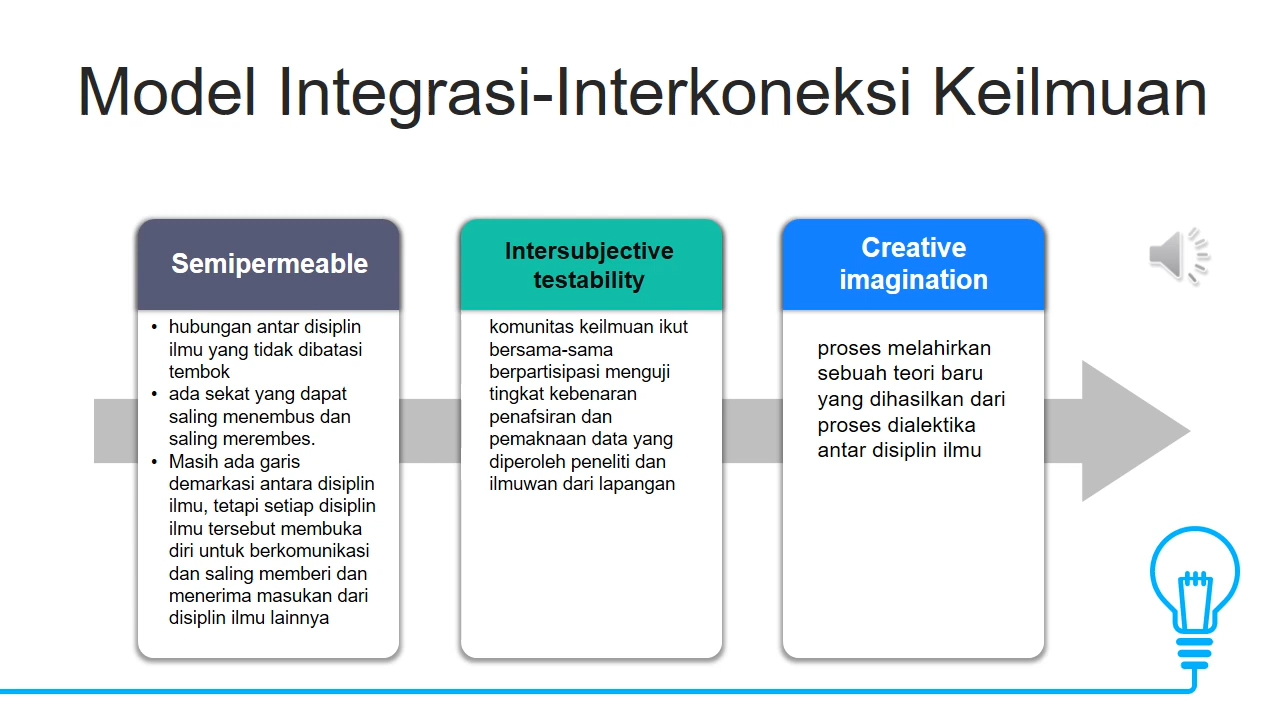 Model Integrasi-Interkoneksi Keilmuan
Semipermeable
• hubungan antar disiplin
ilmu yang tidak dibatasi
tembok
• ada sekat yang dapat
saling menembus dan
saling merembes.
• Masih ada garis
demarkasi antara disiplin
ilmu, tetapi setiap disiplin
ilmu tersebut membuka
diri untuk berkomunikasi
dan saling memberi dan
menerima masukan dari
disiplin ilmu lainnya
Intersubjective
testability
komunitas keilmuan ikut
bersama-sama
berpartisipasi menguji
tingkat kebenaran
penafsiran dan
pemaknaan data yang
diperoleh peneliti dan
ilmuwan dari lapangan
Creative
imagination
proses melahirkan
sebuah teori baru
yang dihasilkan dari
proses dialektika
antar disiplin ilmu